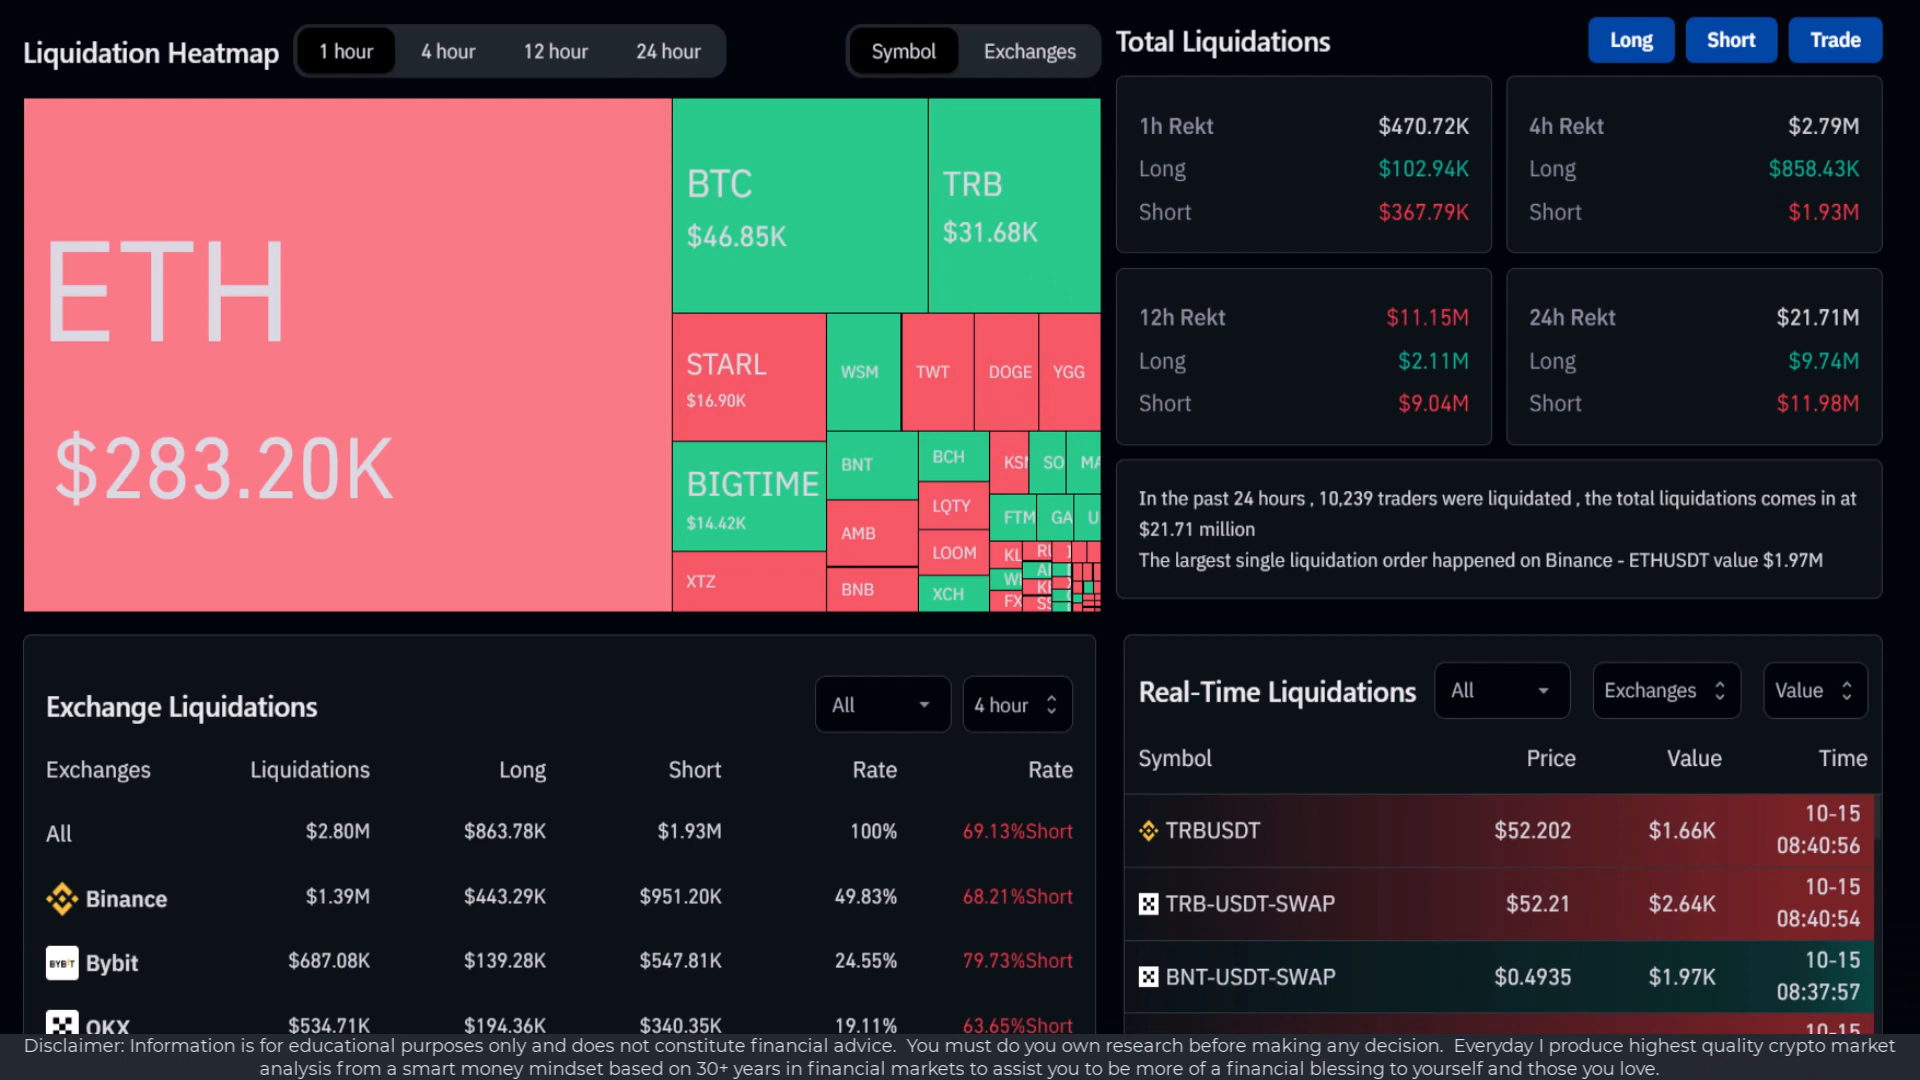 Liquidation Heatmap
1 hour
4 hour
12 hour
24 hour
Symbol
Exchanges
Total Liquidations
Long
Short
Trade
ETH
$283.20K
BTC
$46.85K
TRB
$31.68K
STARL
$16.90K
WSM
TWT
DOGE
YGG
BIGTIME
$14.42K
BNT
BCH
KSM
SO
MA
LQTY
FTM
GA
U
AMB
LOOM
KL
XTZ
BNB
XCH
FX
1h Rekt $470.72K
Long $102.94K
Short $367.79K
4h Rekt $2.79M
Long $858.43K
Short $1.93M
12h Rekt $11.15M
Long $2.11M
Short $9.04M
24h Rekt $21.71M
Long $9.74M
Short $11.98M
In the past 24 hours , 10,239 traders were liquidated , the total liquidations comes in at
$21.71 million
The largest single liquidation order happened on Binance - ETHUSDT value $1.97M
Exchange Liquidations
All
4 hour
Exchanges Liquidations Long Short Rate Rate
All $2.80M $863.78K $1.93M 100% 69.13%Short
Binance $1.39M $443.29K $951.20K 49.83% 68.21%Short
BYBIT Bybit $687.08K $139.28K $547.81K 24.55% 79.73%Short
OKX $534.71K $194.36K $340.35K 19.11% 63.65%Short
Real-Time Liquidations
All
Exchanges
Value
Symbol Price Value Time
TRBUSDT $52.202 $1.66K 10-15 08:40:56
TRB-USDT-SWAP $52.21 $2.64K 10-15 08:40:54
BNT-USDT-SWAP $0.4935 $1.97K 10-15 08:37:57
10-15
Disclaimer: Information is for educational purposes only and does not constitute financial advice. You must do you own research before making any decision. Everyday I produce highest quality crypto market
analysis from a smart money mindset based on 30+ years in financial markets to assist you to be more of a financial blessing to yourself and those you love.